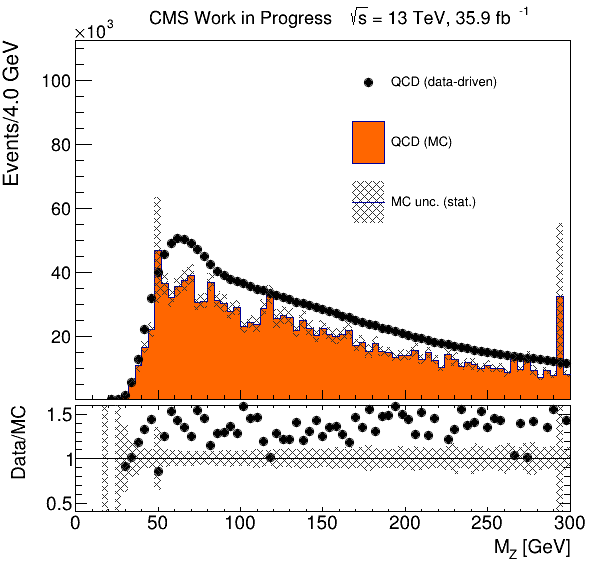 CMS Work in Progress √s = 13 TeV, 35.9 fb⁻¹
×10³
Events/4.0 GeV
100
80
60
40
20
QCD (data-driven)
QCD (MC)
MC unc. (stat.)
Data/MC
1.5
1
0.5
0 50 100 150 200 250 300
M_Z [GeV]